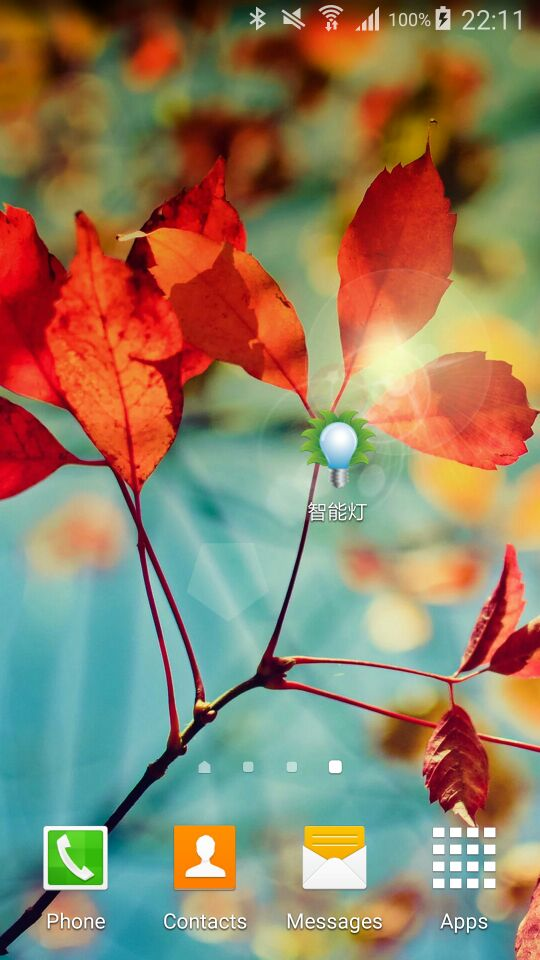 100% 22:11
智能灯
Phone Contacts Messages Apps